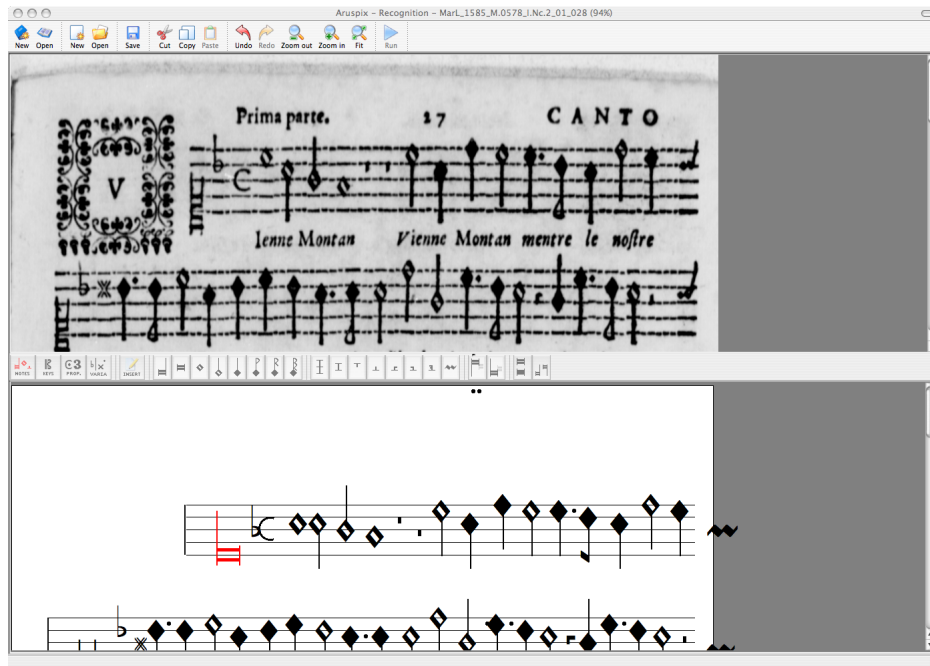 Aruspix – Recognition – MarL_1585_M.0578_I.Nc.2_01_028 (94%)
New Open New Open Save Cut Copy Paste Undo Redo Zoom out Zoom in Fit Run
Prima parte. 27 CANTO
V
Ienne Montan Vienne Montan mentre le nostre
NOTES KEYS PROP. VARIA INSERT